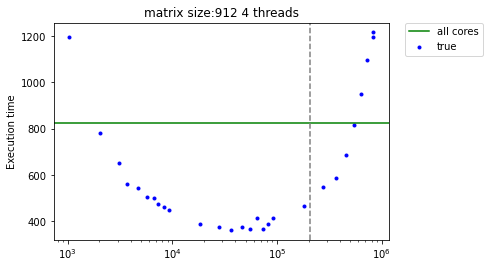 matrix size:912 4 threads
all cores
true
Execution time
1200
1000
800
600
400
10³
10⁴
10⁵
10⁶